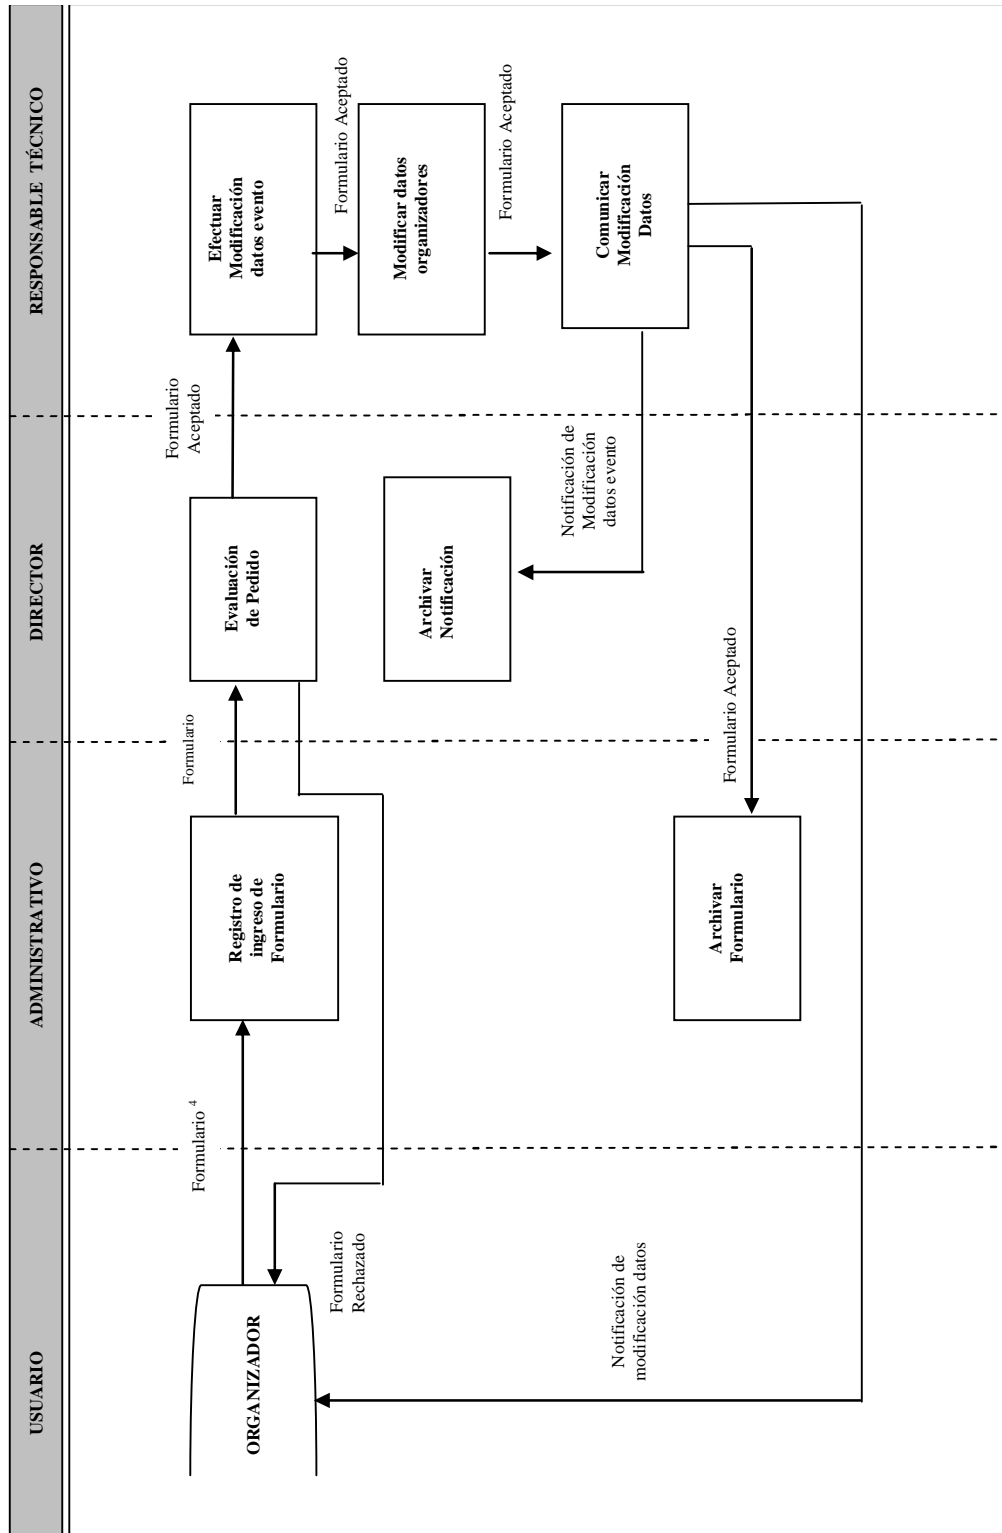 USUARIO
ADMINISTRATIVO
DIRECTOR
RESPONSABLE TÉCNICO
ORGANIZADOR
Formulario 4
Registro de
ingreso de
Formulario
Formulario
Evaluación
de Pedido
Formulario
Aceptado
Efectuar
Modificación
datos evento
Formulario Aceptado
Modificar datos
organizadores
Formulario Aceptado
Comunicar
Modificación
Datos
Formulario
Rechazado
Archivar
Notificación
Notificación de
Modificación
datos evento
Notificación de
modificación datos
Archivar
Formulario
Formulario Aceptado